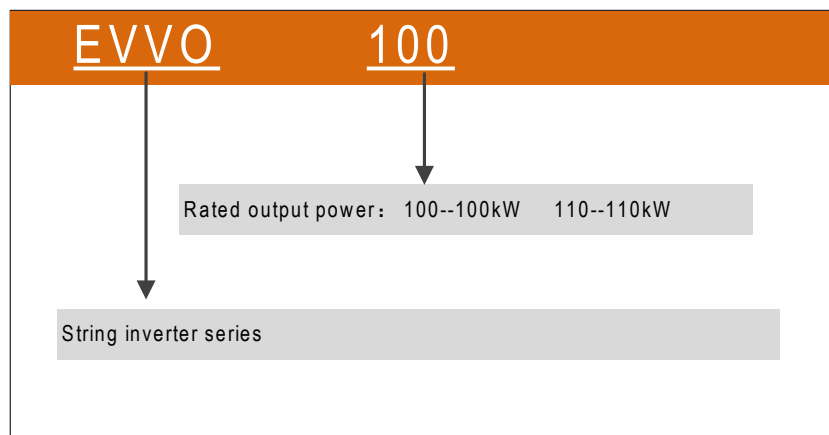 EVVO 100
Rated output power： 100--100kW 110--110kW
String inverter series